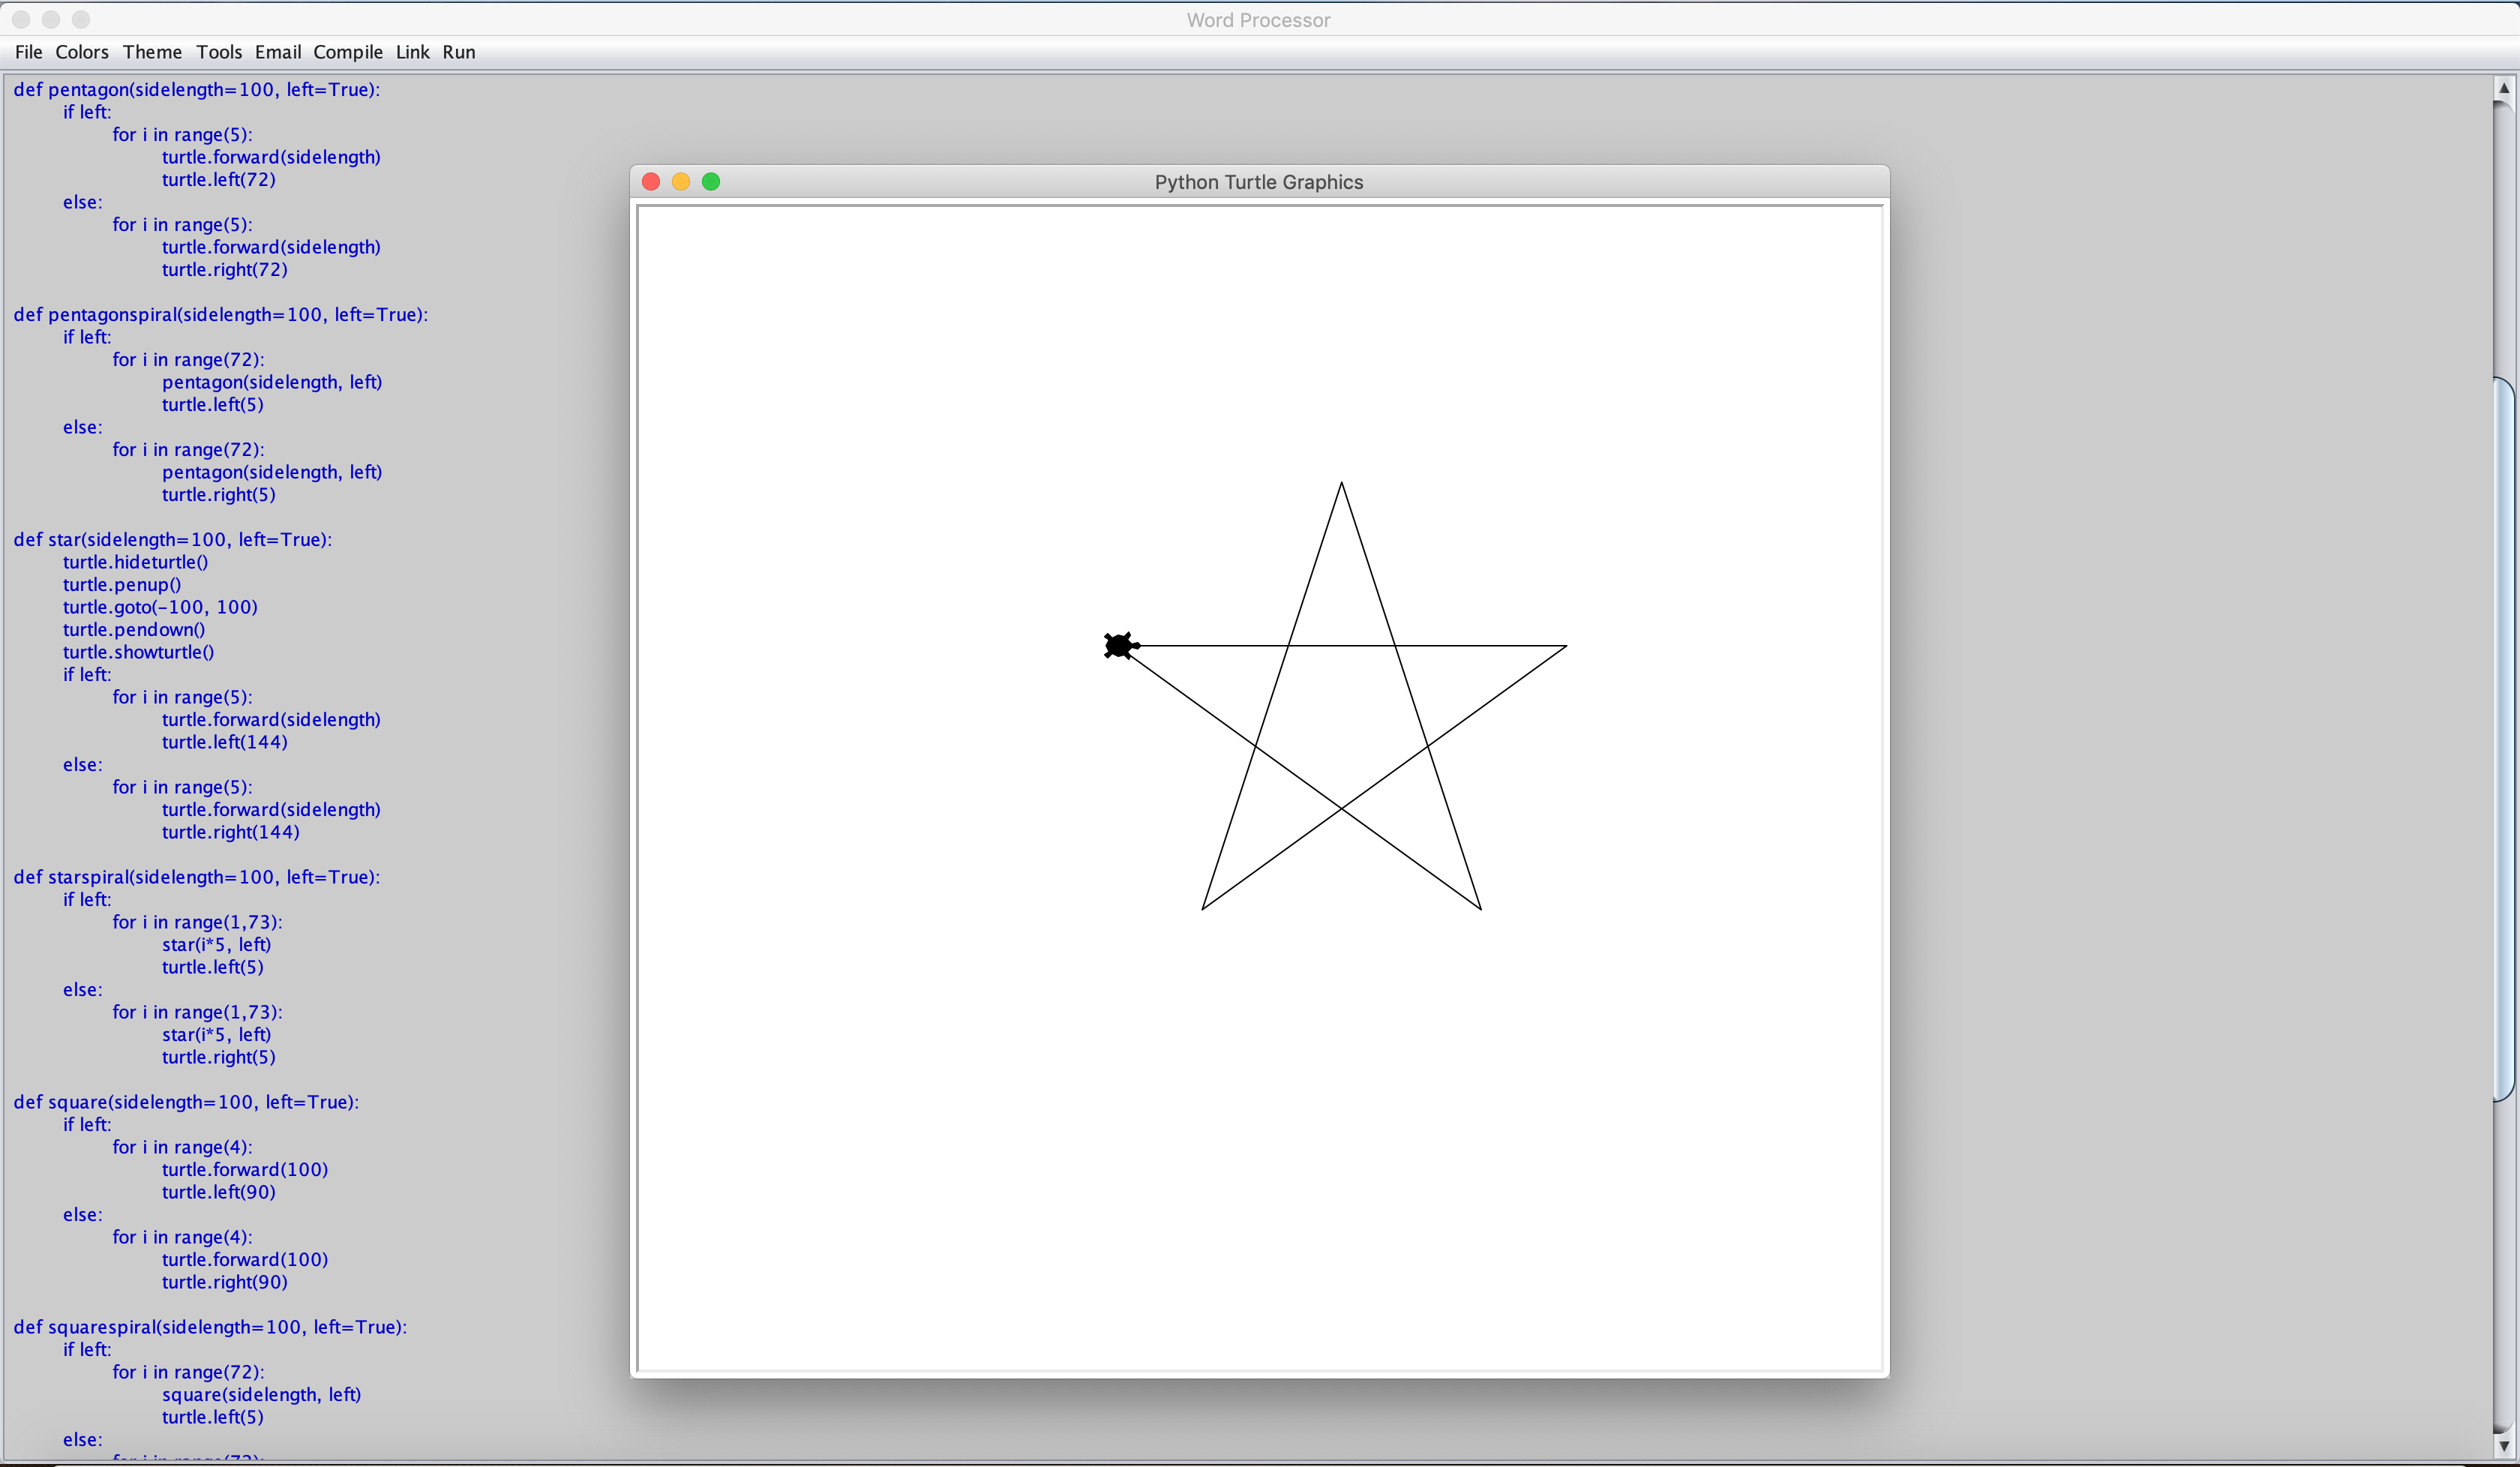 Word Processor
File Colors Theme Tools Email Compile Link Run
def pentagon(sidelength=100, left=True):
if left:
for i in range(5):
turtle.forward(sidelength)
turtle.left(72)
else:
for i in range(5):
turtle.forward(sidelength)
turtle.right(72)
def pentagonspiral(sidelength=100, left=True):
if left:
for i in range(72):
pentagon(sidelength, left)
turtle.left(5)
else:
for i in range(72):
pentagon(sidelength, left)
turtle.right(5)
def star(sidelength=100, left=True):
turtle.hideturtle()
turtle.penup()
turtle.goto(-100, 100)
turtle.pendown()
turtle.showturtle()
if left:
for i in range(5):
turtle.forward(sidelength)
turtle.left(144)
else:
for i in range(5):
turtle.forward(sidelength)
turtle.right(144)
def starspiral(sidelength=100, left=True):
if left:
for i in range(1,73):
star(i*5, left)
turtle.left(5)
else:
for i in range(1,73):
star(i*5, left)
turtle.right(5)
def square(sidelength=100, left=True):
if left:
for i in range(4):
turtle.forward(100)
turtle.left(90)
else:
for i in range(4):
turtle.forward(100)
turtle.right(90)
def squarespiral(sidelength=100, left=True):
if left:
for i in range(72):
square(sidelength, left)
turtle.left(5)
else:
Python Turtle Graphics